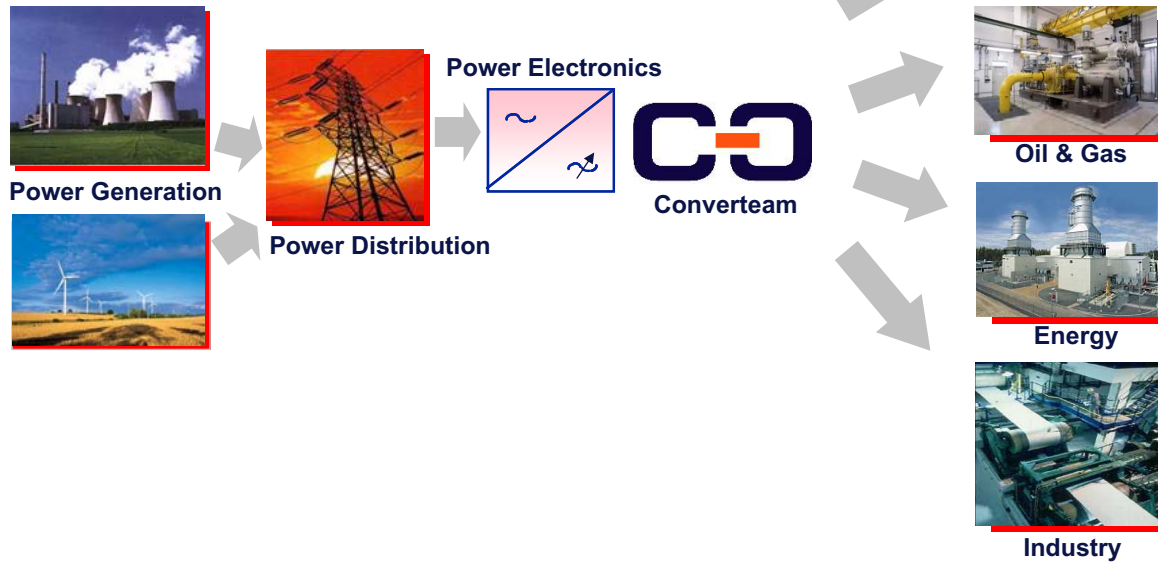 Power Electronics
Oil & Gas
Power Generation
Converteam
Power Distribution
Energy
Industry